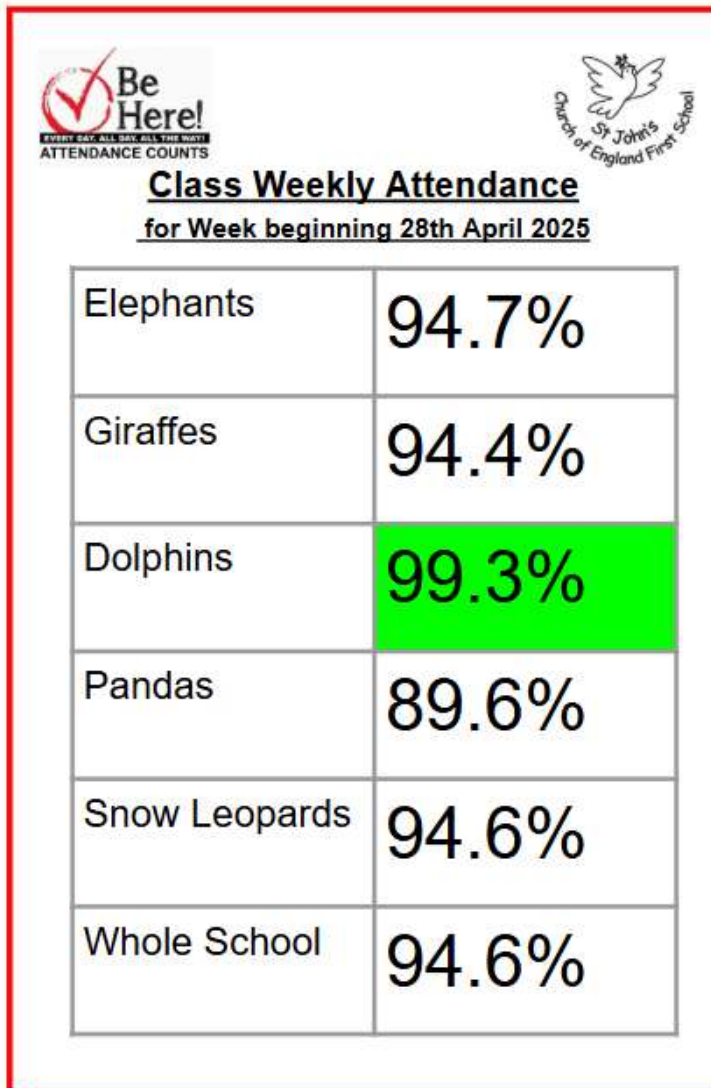 Be
Here!
EVERY DAY. ALL DAY. ALL THE WAY!
ATTENDANCE COUNTS
St John's
Church of England First School
Class Weekly Attendance
for Week beginning 28th April 2025
Elephants 94.7%
Giraffes 94.4%
Dolphins 99.3%
Pandas 89.6%
Snow Leopards 94.6%
Whole School 94.6%